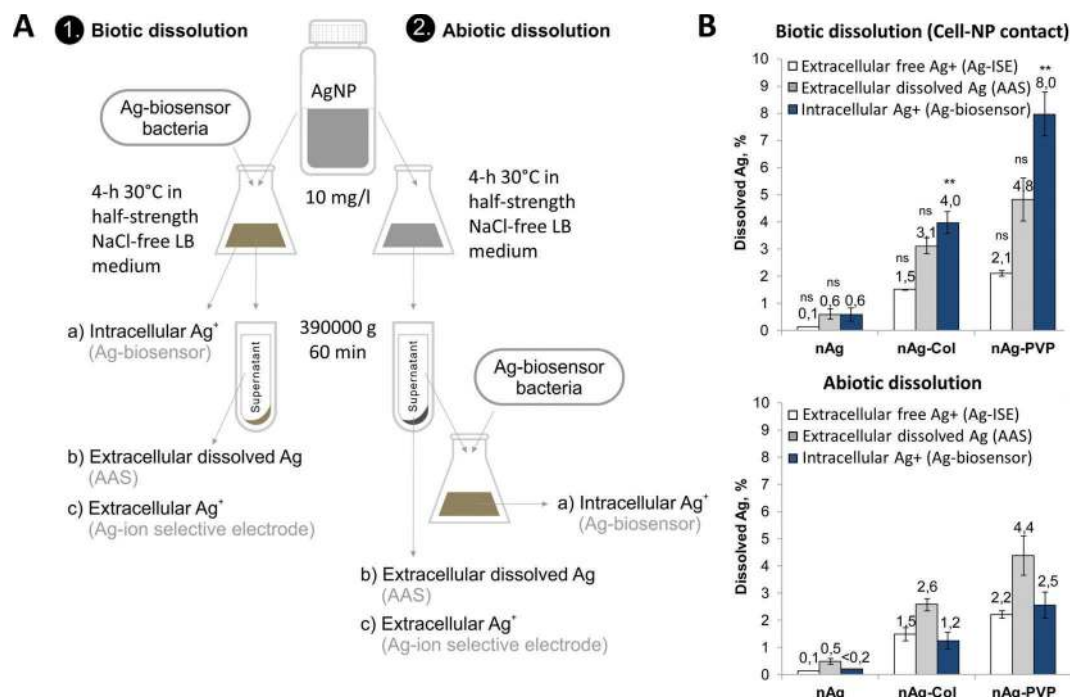 A
1. Biotic dissolution
2. Abiotic dissolution
AgNP
Ag-biosensor
bacteria
4-h 30°C in
half-strength
NaCl-free LB
medium
10 mg/l
4-h 30°C in
half-strength
NaCl-free LB
medium
a) Intracellular Ag⁺
(Ag-biosensor)
Supernatant
390000 g
60 min
Supernatant
Ag-biosensor
bacteria
b) Extracellular dissolved Ag
(AAS)
c) Extracellular Ag⁺
(Ag-ion selective electrode)
a) Intracellular Ag⁺
(Ag-biosensor)
b) Extracellular dissolved Ag
(AAS)
c) Extracellular Ag⁺
(Ag-ion selective electrode)
B
Biotic dissolution (Cell-NP contact)
Extracellular free Ag+ (Ag-ISE)
Extracellular dissolved Ag (AAS)
Intracellular Ag+ (Ag-biosensor)
Dissolved Ag, %
10
9
8
7
6
5
4
3
2
1
0
ns ns
0,1 0,6 0,6
ns ns **
1,5 3,1 4,0
ns ns **
2,1 4,8 8,0
nAg nAg-Col nAg-PVP
Abiotic dissolution
Extracellular free Ag+ (Ag-ISE)
Extracellular dissolved Ag (AAS)
Intracellular Ag+ (Ag-biosensor)
Dissolved Ag, %
10
9
8
7
6
5
4
3
2
1
0
0,1 0,5 <0,2
1,5 2,6 1,2
2,2 4,4 2,5
nAg nAg-Col nAg-PVP